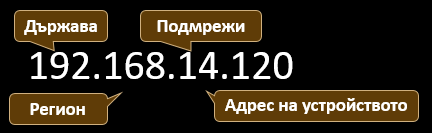 Държава
Подмрежи
192.168.14.120
Регион
Адрес на устройството